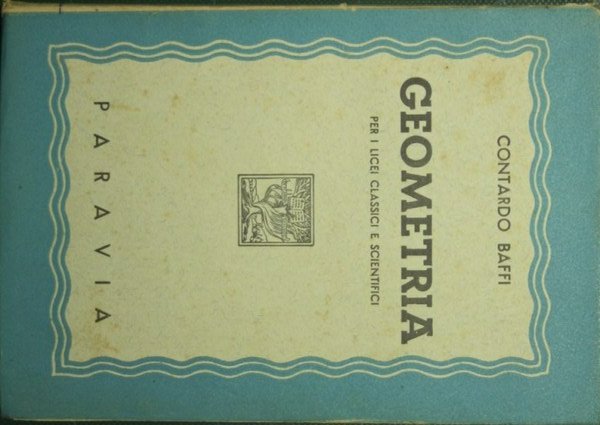 CONTARDO BAFFI
GEOMETRIA
PER I LICEI CLASSICI E SCIENTIFICI
PARAVIA